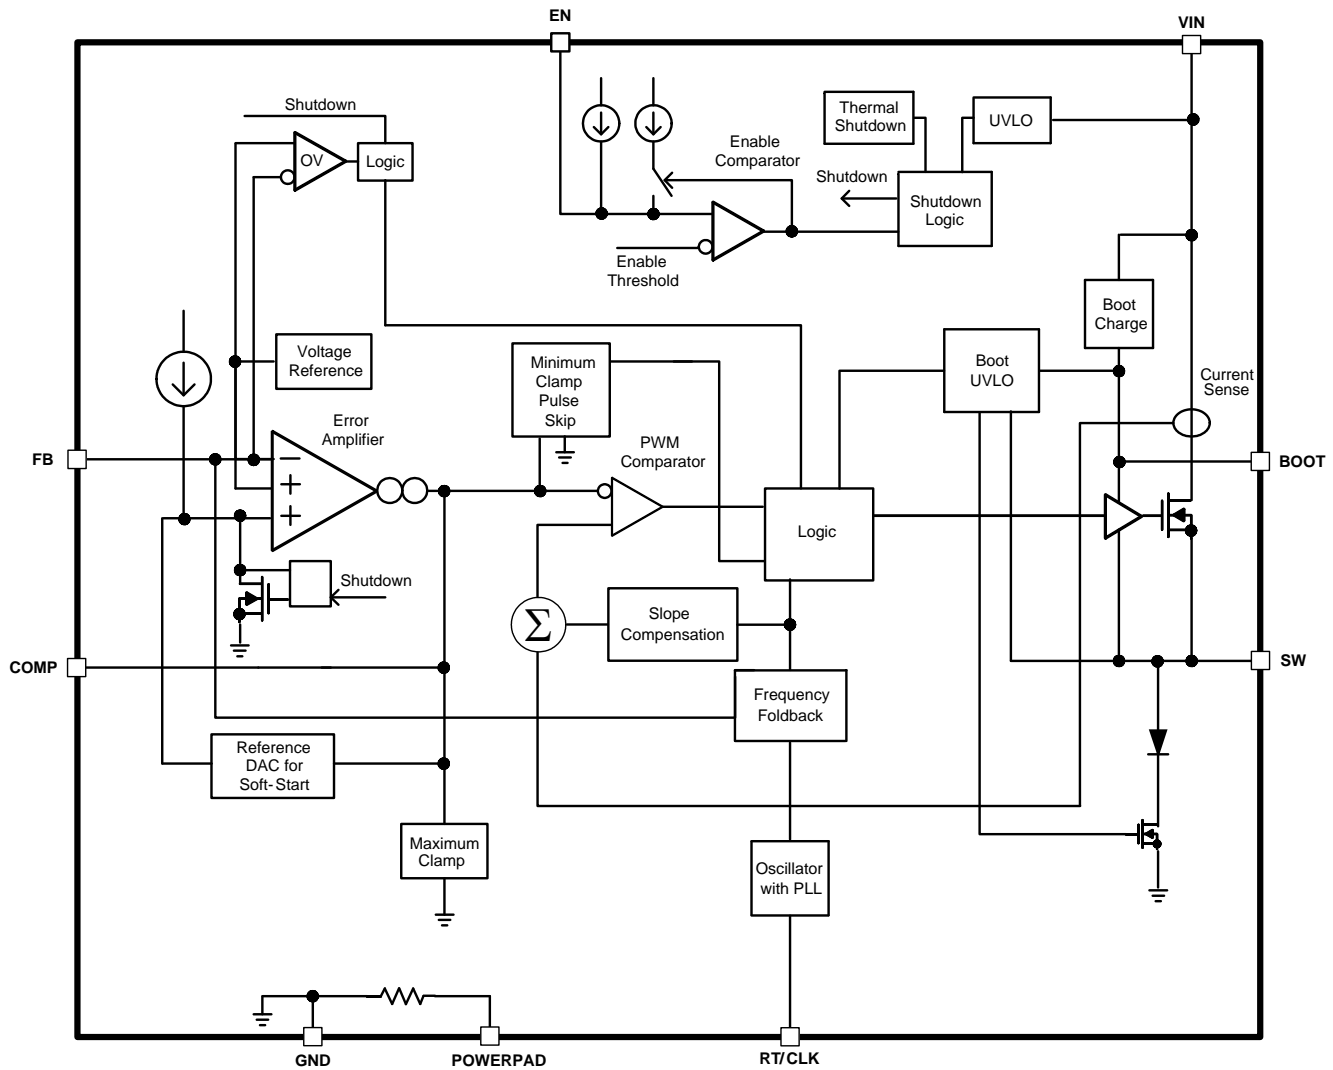 EN
VIN
Shutdown
OV
Logic
Thermal
Shutdown
UVLO
Enable
Comparator
Shutdown
Shutdown
Logic
Enable
Threshold
Boot
Charge
Voltage
Reference
Minimum
Clamp
Pulse
Skip
Boot
UVLO
Current
Sense
Error
Amplifier
PWM
Comparator
FB
BOOT
−
+
+
Logic
Shutdown
Σ
Slope
Compensation
COMP
SW
Frequency
Foldback
Reference
DAC for
Soft-Start
Maximum
Clamp
Oscillator
with PLL
GND
POWERPAD
RT/CLK